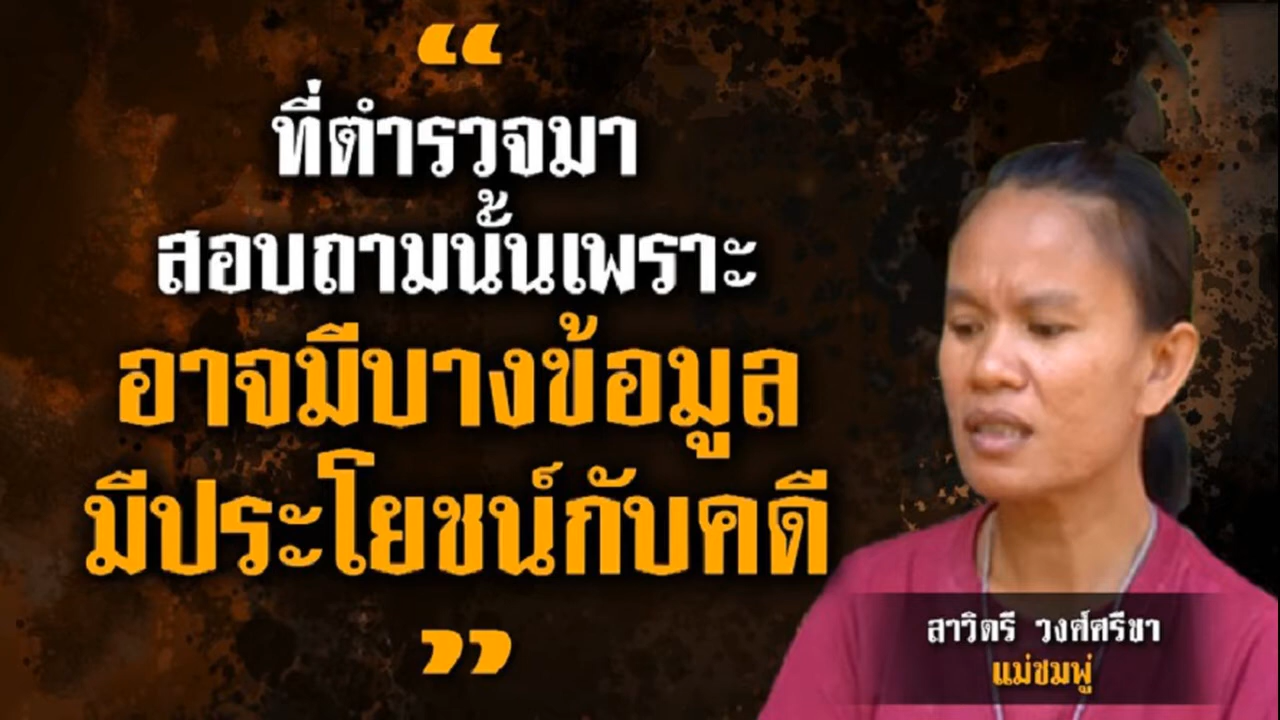 “
ที่ตำรวจมา
สอบถามนั้นเพราะ
อาจมีบางข้อมูล
มีประโยชน์กับคดี
”
สาวิตรี วงศ์ศรีชา
แม่ชมพู่